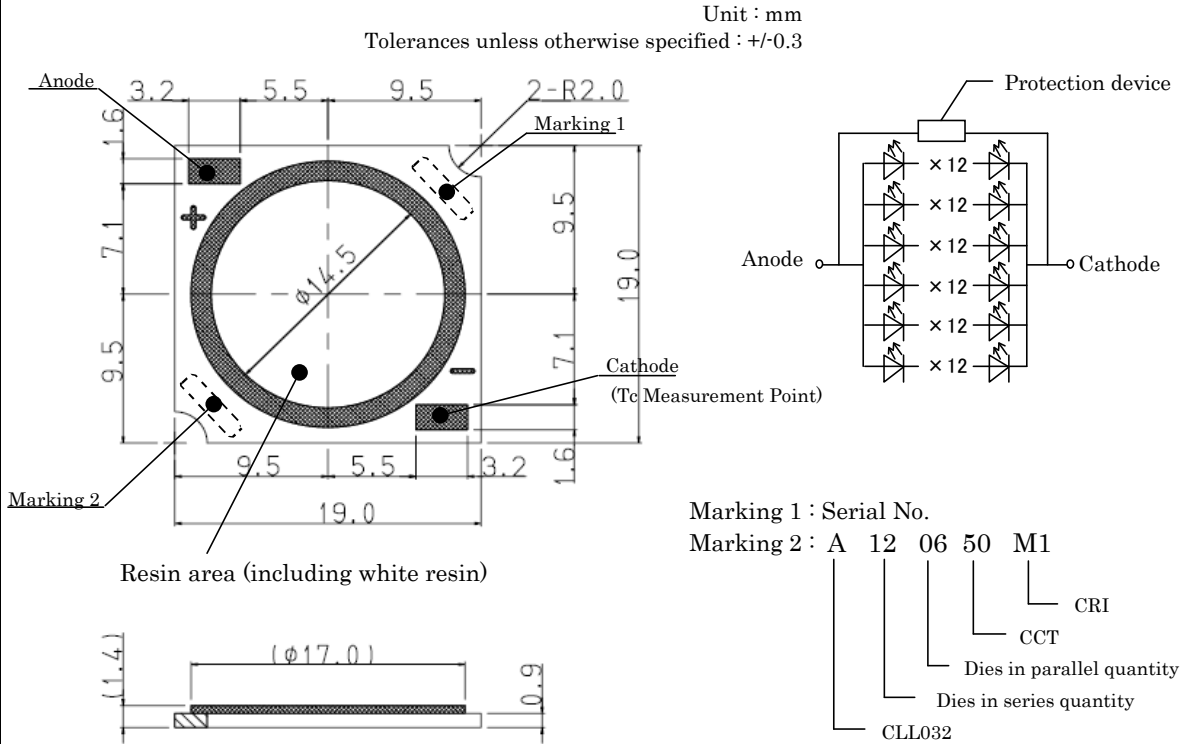 Unit : mm
Tolerances unless otherwise specified : +/-0.3
Anode
3.2
5.5
9.5
2-R2.0
Marking 1
1.6
7.1
9.5
ø14.5
9.5
19.0
7.1
1.6
Cathode
(Tc Measurement Point)
9.5
5.5
3.2
19.0
Marking 2
Resin area (including white resin)
(ø17.0)
(1.4)
0.9
Protection device
× 12
× 12
× 12
× 12
× 12
× 12
Anode
Cathode
Marking 1 : Serial No.
Marking 2 : A 12 06 50 M1
CRI
CCT
Dies in parallel quantity
Dies in series quantity
CLL032